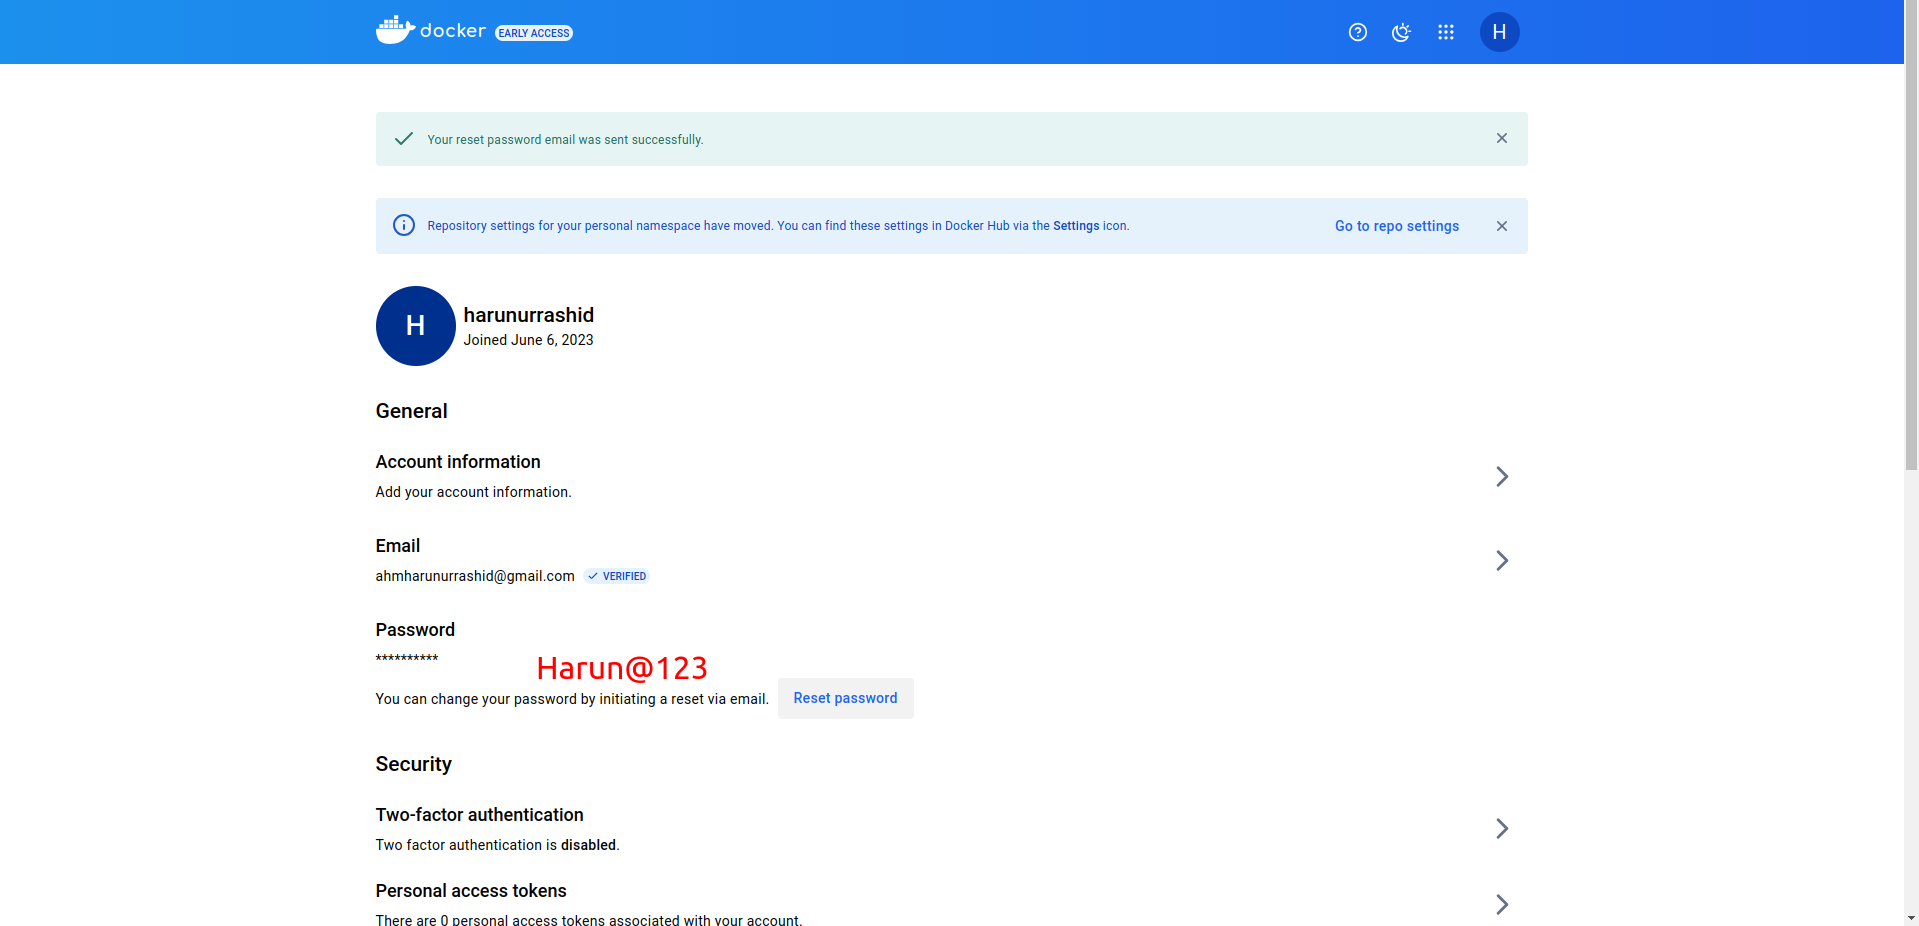 docker EARLY ACCESS
H
Your reset password email was sent successfully.
Repository settings for your personal namespace have moved. You can find these settings in Docker Hub via the Settings icon. Go to repo settings
H
harunurrashid
Joined June 6, 2023
General
Account information
Add your account information.
Email
ahmharunurrashid@gmail.com VERIFIED
Password
**********
Harun@123
You can change your password by initiating a reset via email. Reset password
Security
Two-factor authentication
Two factor authentication is disabled.
Personal access tokens
There are 0 personal access tokens associated with your account.